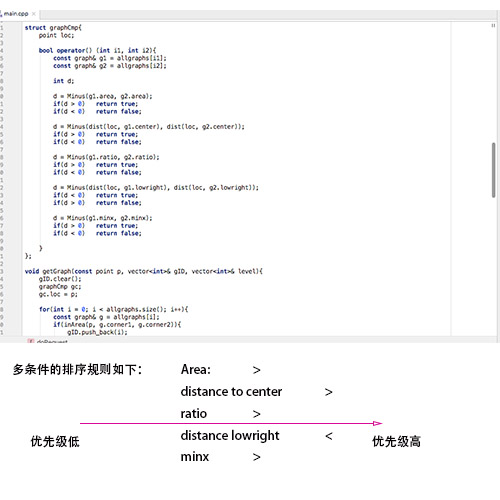 main.cpp
struct graphCmp{
point loc;
bool operator() (int i1, int i2){
const graph& g1 = allgraphs[i1];
const graph& g2 = allgraphs[i2];
int d;
d = Minus(g1.area, g2.area);
if(d > 0) return true;
if(d < 0) return false;
d = Minus(dist(loc, g1.center), dist(loc, g2.center));
if(d > 0) return true;
if(d < 0) return false;
d = Minus(g1.ratio, g2.ratio);
if(d > 0) return true;
if(d < 0) return false;
d = Minus(dist(loc, g1.lowright), dist(loc, g2.lowright));
if(d < 0) return true;
if(d > 0) return false;
d = Minus(g1.minx, g2.minx);
if(d > 0) return true;
if(d < 0) return false;
}
};
void getGraph(const point p, vector<int>& gID, vector<int>& level){
gID.clear();
graphCmp gc;
gc.loc = p;
for(int i = 0; i < allgraphs.size(); i++){
const graph& g = allgraphs[i];
if(inArea(p, g.corner1, g.corner2)){
gID.push_back(i);
doRequest
多条件的排序规则如下: Area: >
distance to center >
ratio >
优先级低 distance lowright < 优先级高
minx >